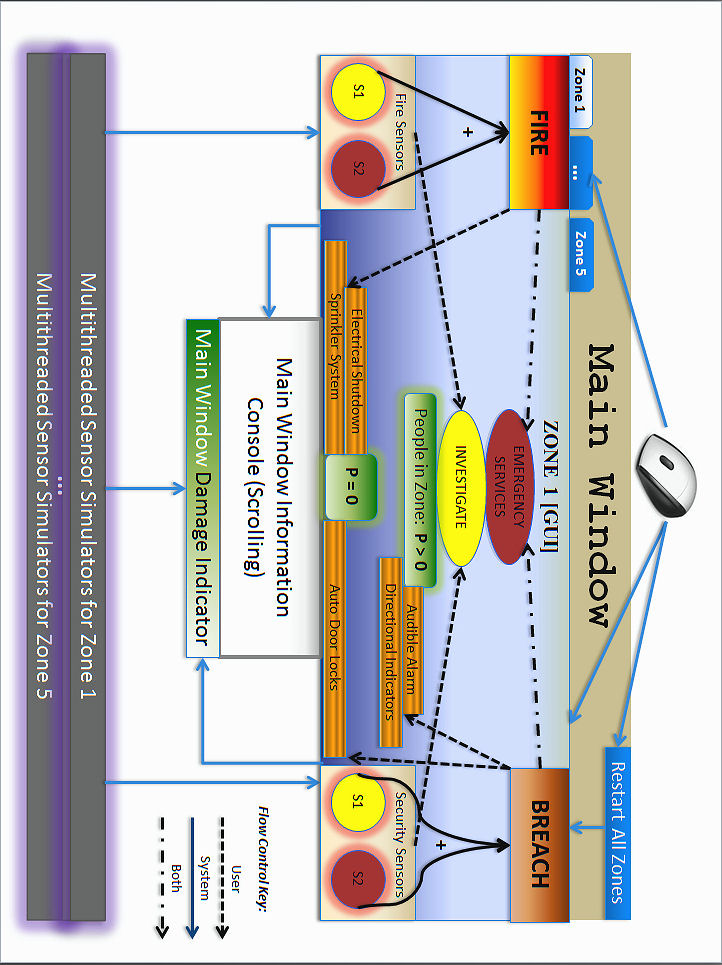 Main Window
Restart All Zones
Zone 1
...
Zone 5
ZONE 1 [GUI]
FIRE
EMERGENCY
SERVICES
BREACH
INVESTIGATE
+
+
People in Zone: P > 0
Audible Alarm
Directional Indicators
Fire Sensors
S1
S2
Electrical Shutdown
Sprinkler System
P = 0
Auto Door Locks
Security Sensors
S1
S2
Main Window Information
Console (Scrolling)
Main Window Damage Indicator
Flow Control Key:
User
System
Both
Multithreaded Sensor Simulators for Zone 1
...
Multithreaded Sensor Simulators for Zone 5